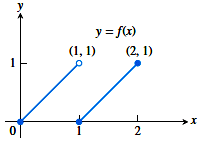 y
y = f(x)
(1, 1)
(2, 1)
1
0
1
2
x